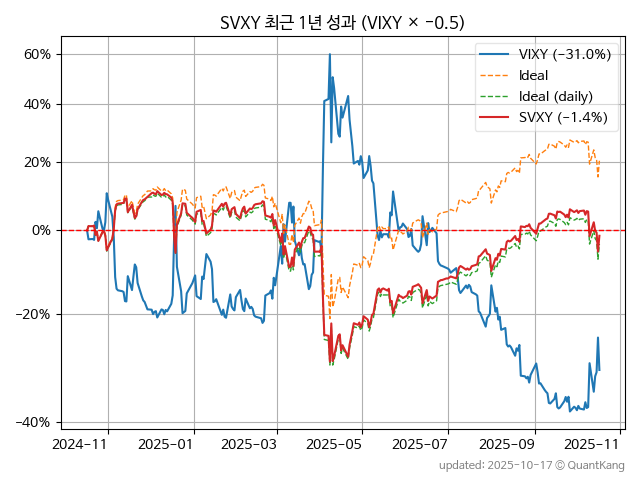 SVXY 최근 1년 성과 (VIXY × −0.5)
VIXY (−31.0%)
Ideal
Ideal (daily)
SVXY (−1.4%)
60%
40%
20%
0%
−20%
−40%
2024-11 2025-01 2025-03 2025-05 2025-07 2025-09 2025-11
updated: 2025-10-17 ⓒ QuantKang